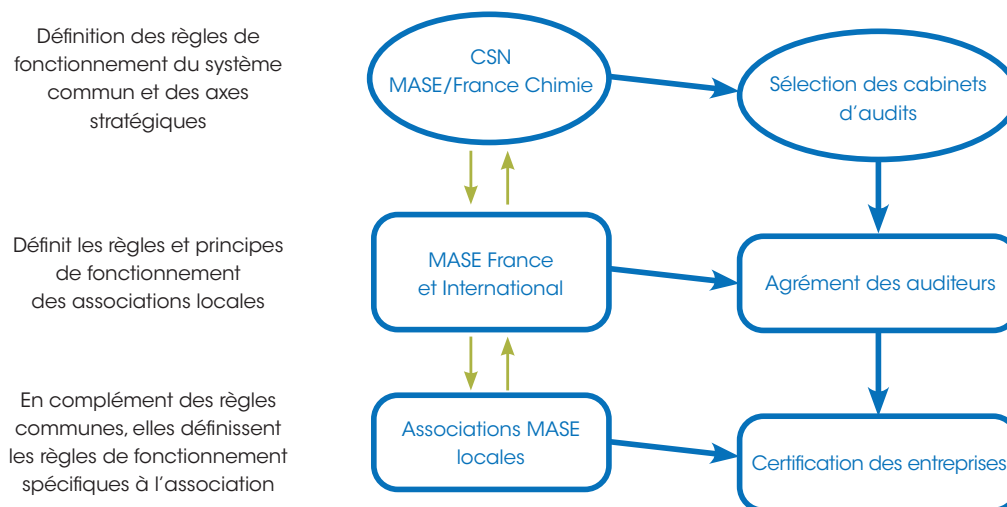 Définition des règles de
fonctionnement du système
commun et des axes
stratégiques
CSN
MASE/France Chimie
Sélection des cabinets
d'audits
Définit les règles et principes
de fonctionnement
des associations locales
MASE France
et International
Agrément des auditeurs
En complément des règles
communes, elles définissent
les règles de fonctionnement
spécifiques à l'association
Associations MASE
locales
Certification des entreprises